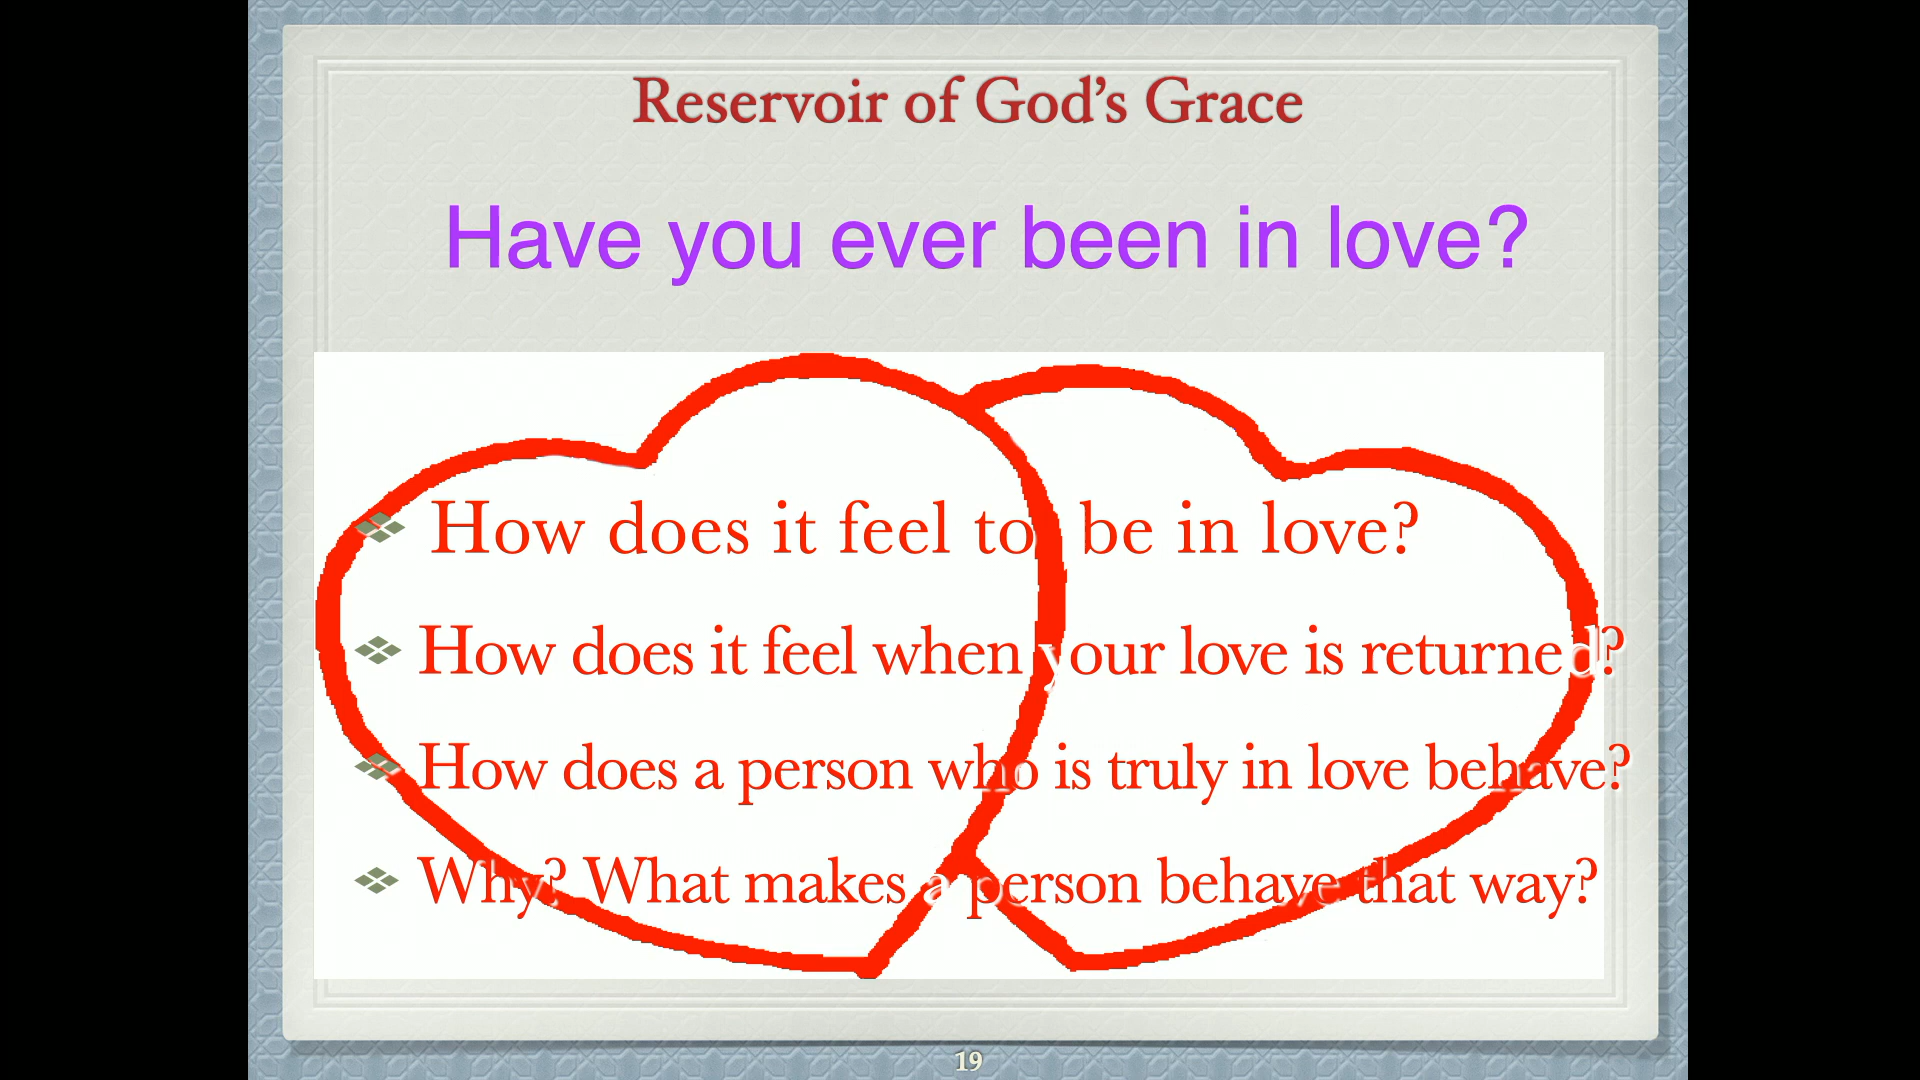 Reservoir of God’s Grace
Have you ever been in love?
How does it feel to be in love?
How does it feel when your love is returned?
How does a person who is truly in love behave?
Why? What makes a person behave that way?
19